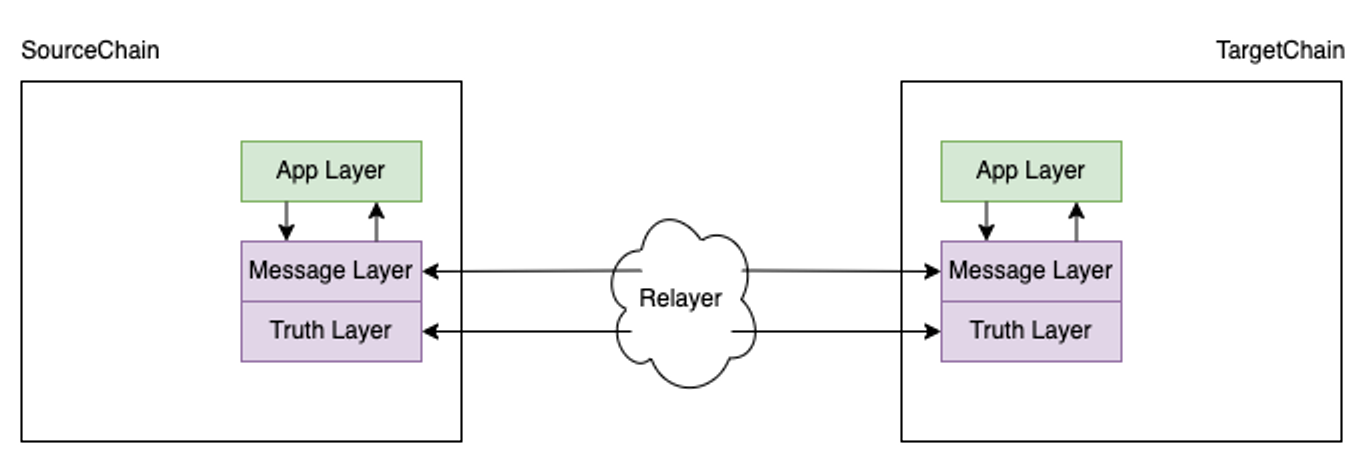 SourceChain
TargetChain
App Layer
App Layer
Message Layer
Message Layer
Relayer
Truth Layer
Truth Layer